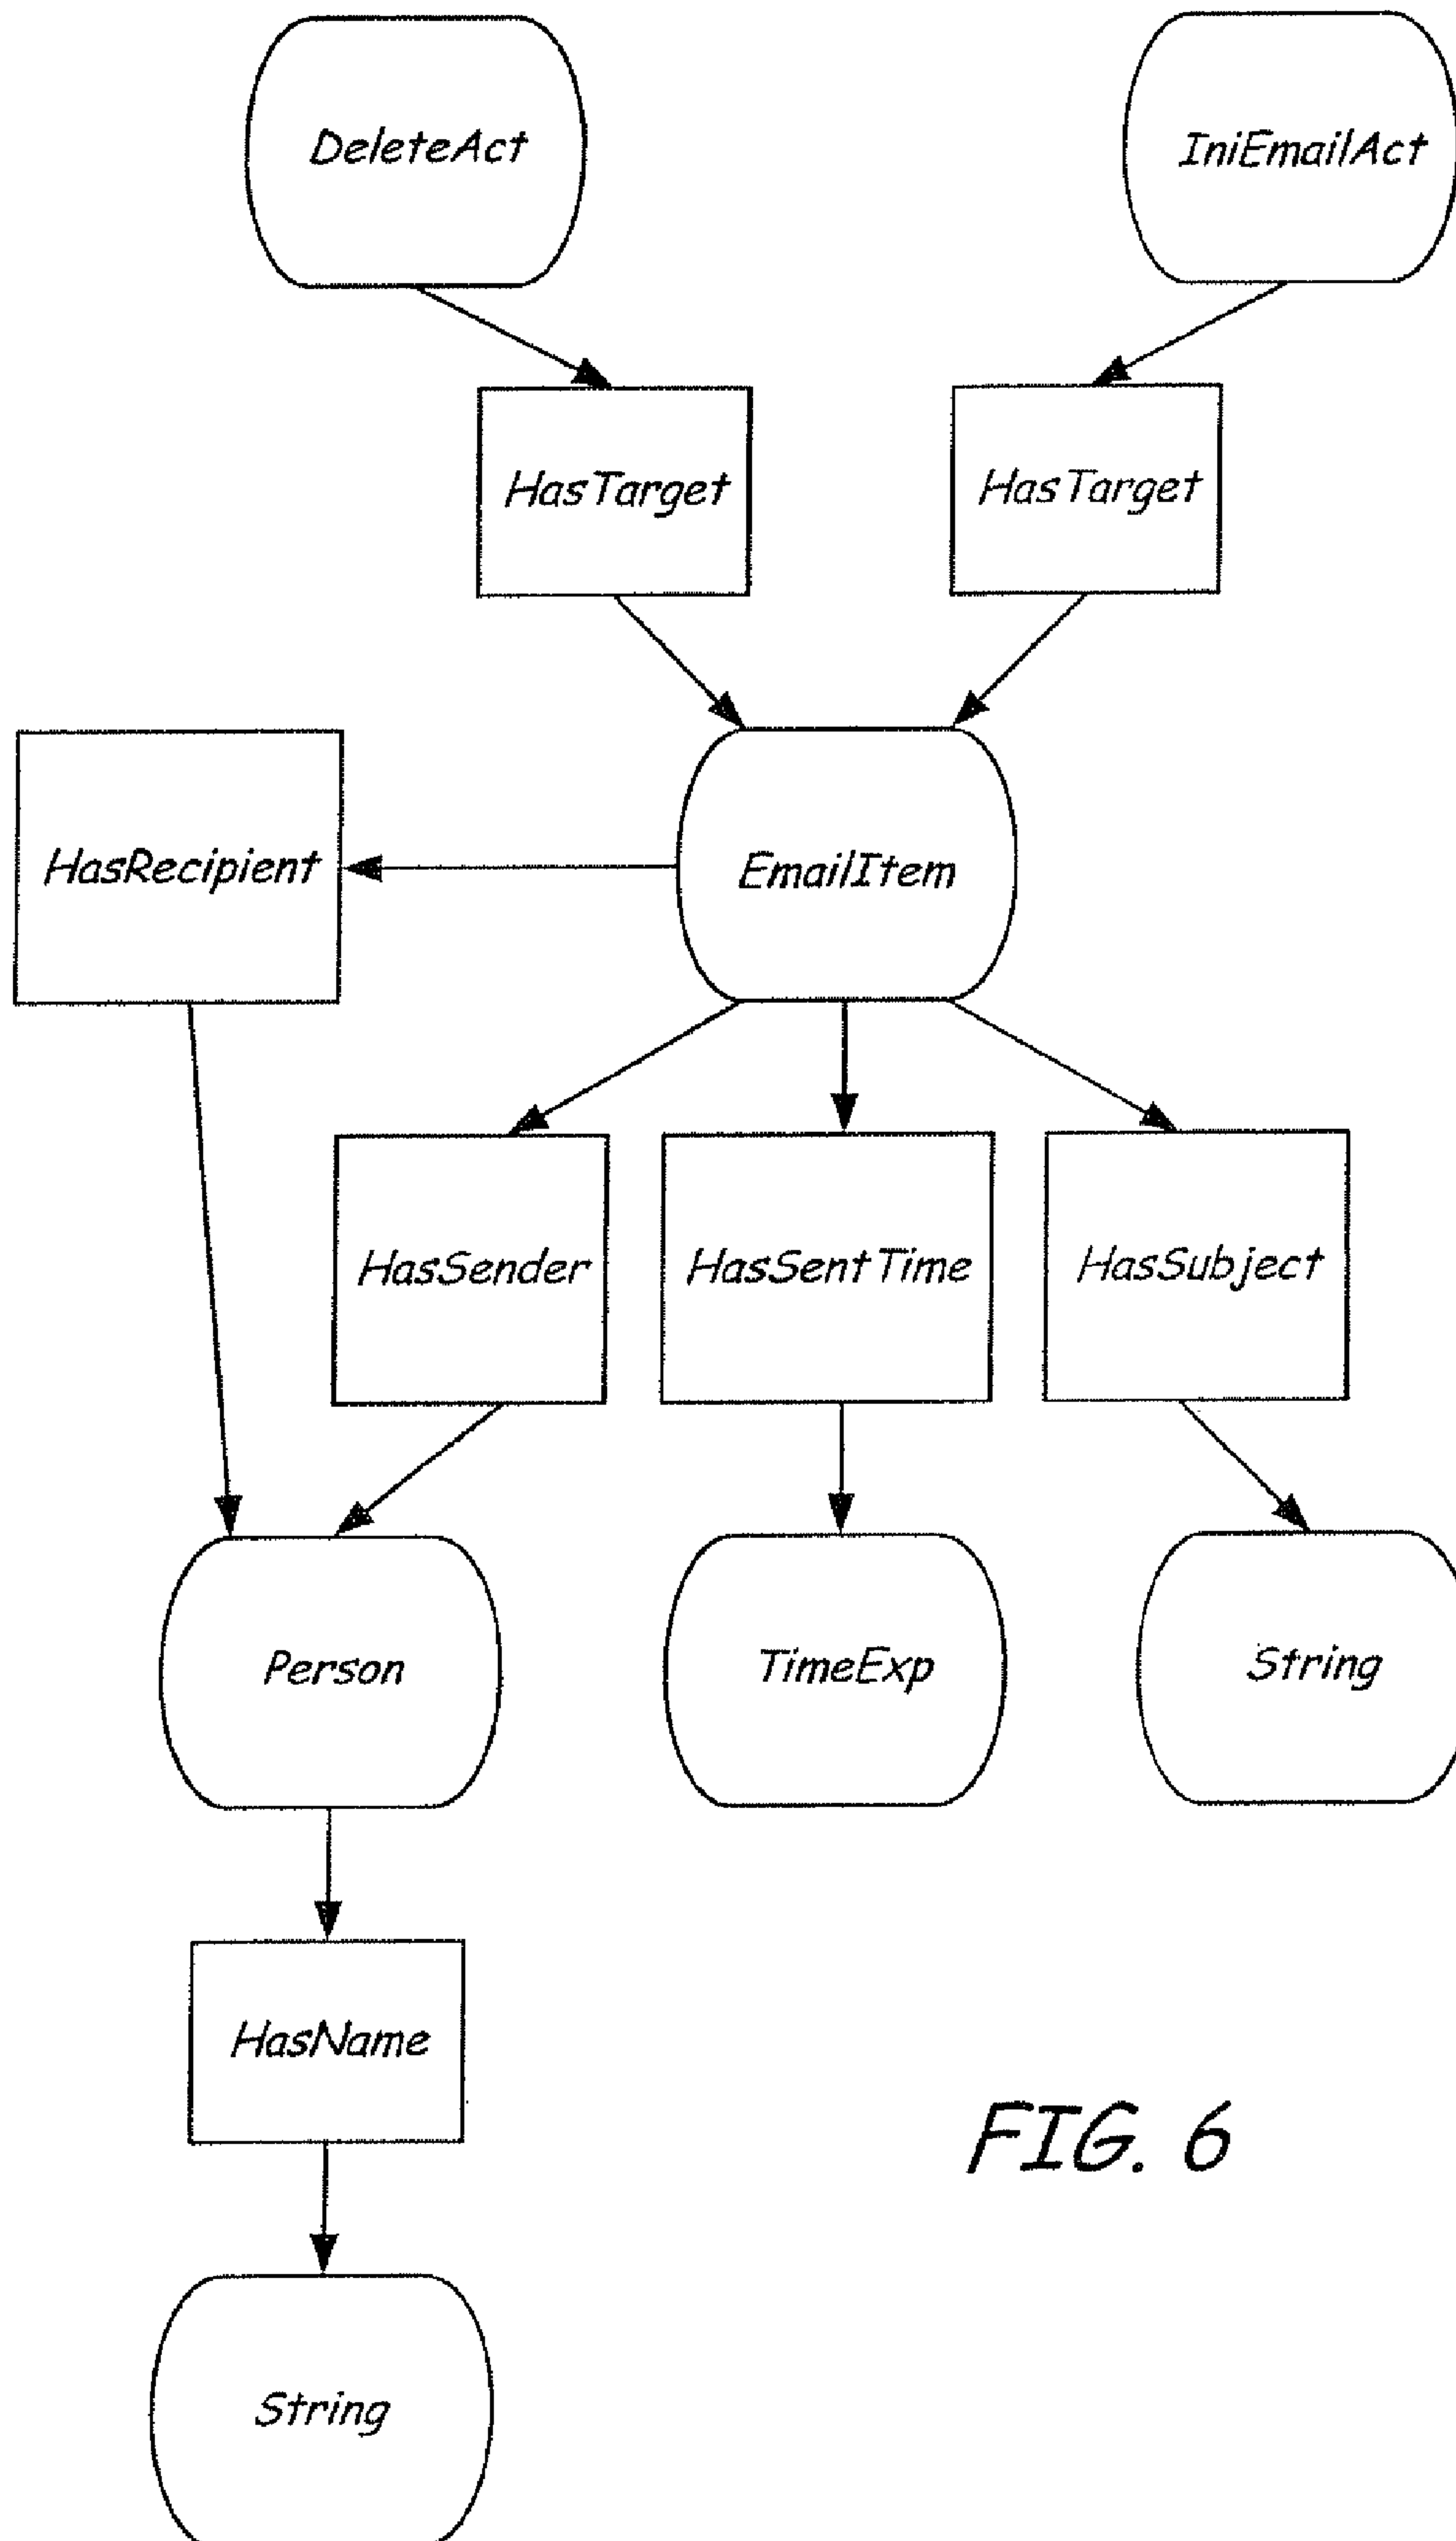 DeleteAct
IniEmailAct
HasTarget
HasTarget
HasRecipient
EmailItem
HasSender
HasSentTime
HasSubject
Person
TimeExp
String
HasName
FIG. 6
String